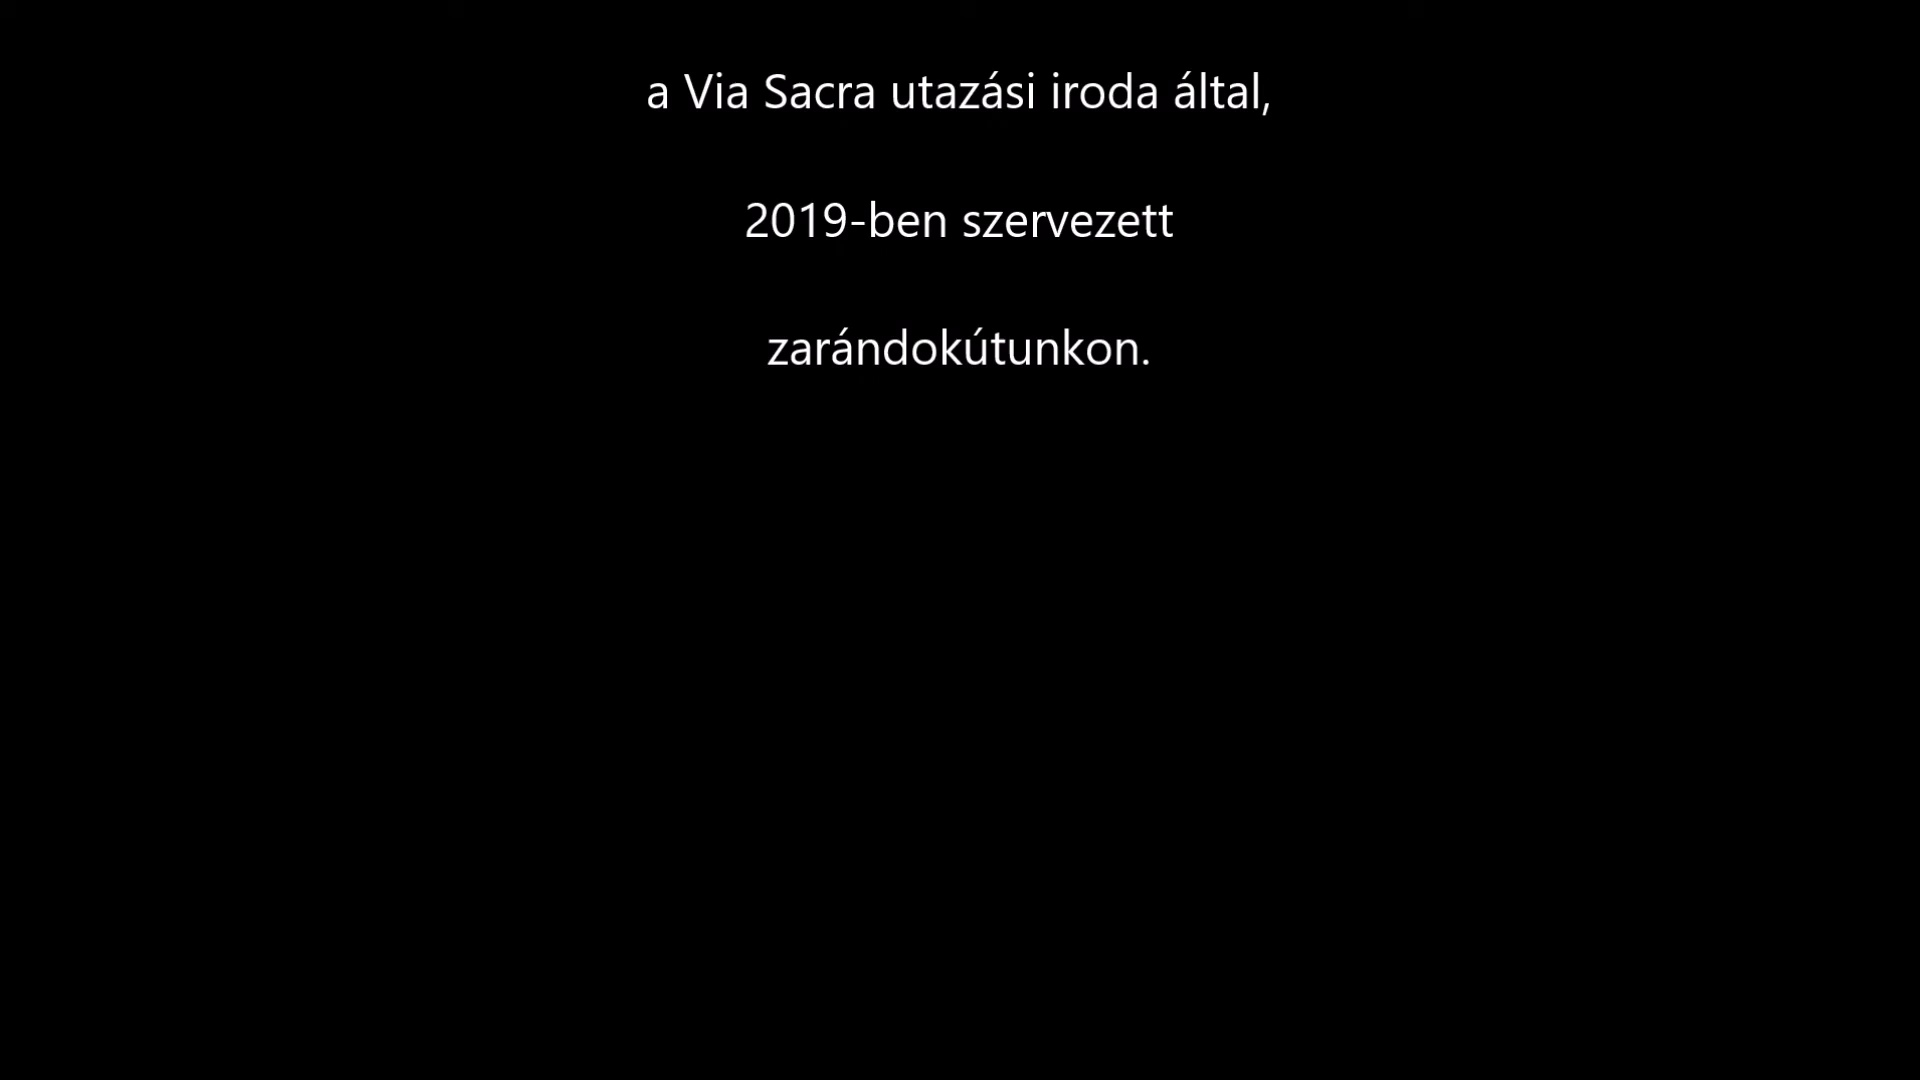 a Via Sacra utazási iroda által,
2019-ben szervezett
zarándokútunkon.